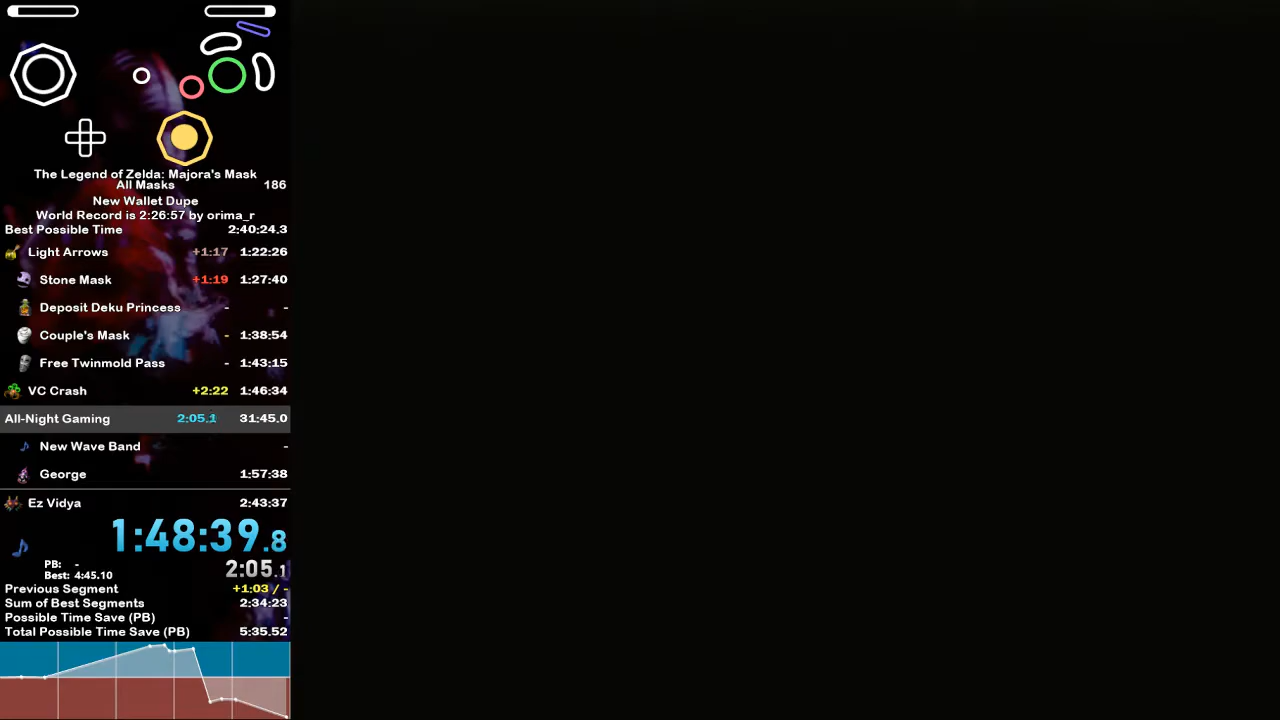 The Legend of Zelda: Majora's Mask
All Masks 186
New Wallet Dupe
World Record is 2:26:57 by orima_r
Best Possible Time 2:40:24.3
Light Arrows +1:17 1:22:26
Stone Mask +1:19 1:27:40
Deposit Deku Princess - -
Couple's Mask - 1:38:54
Free Twinmold Pass - 1:43:15
VC Crash +2:22 1:46:34
All-Night Gaming 2:05.1 31:45.0
New Wave Band -
George 1:57:38
Ez Vidya 2:43:37
1:48:39.8
PB: - 2:05.1
Best: 4:45.10
Previous Segment +1:03 / -
Sum of Best Segments 2:34:23
Possible Time Save (PB) -
Total Possible Time Save (PB) 5:35.52